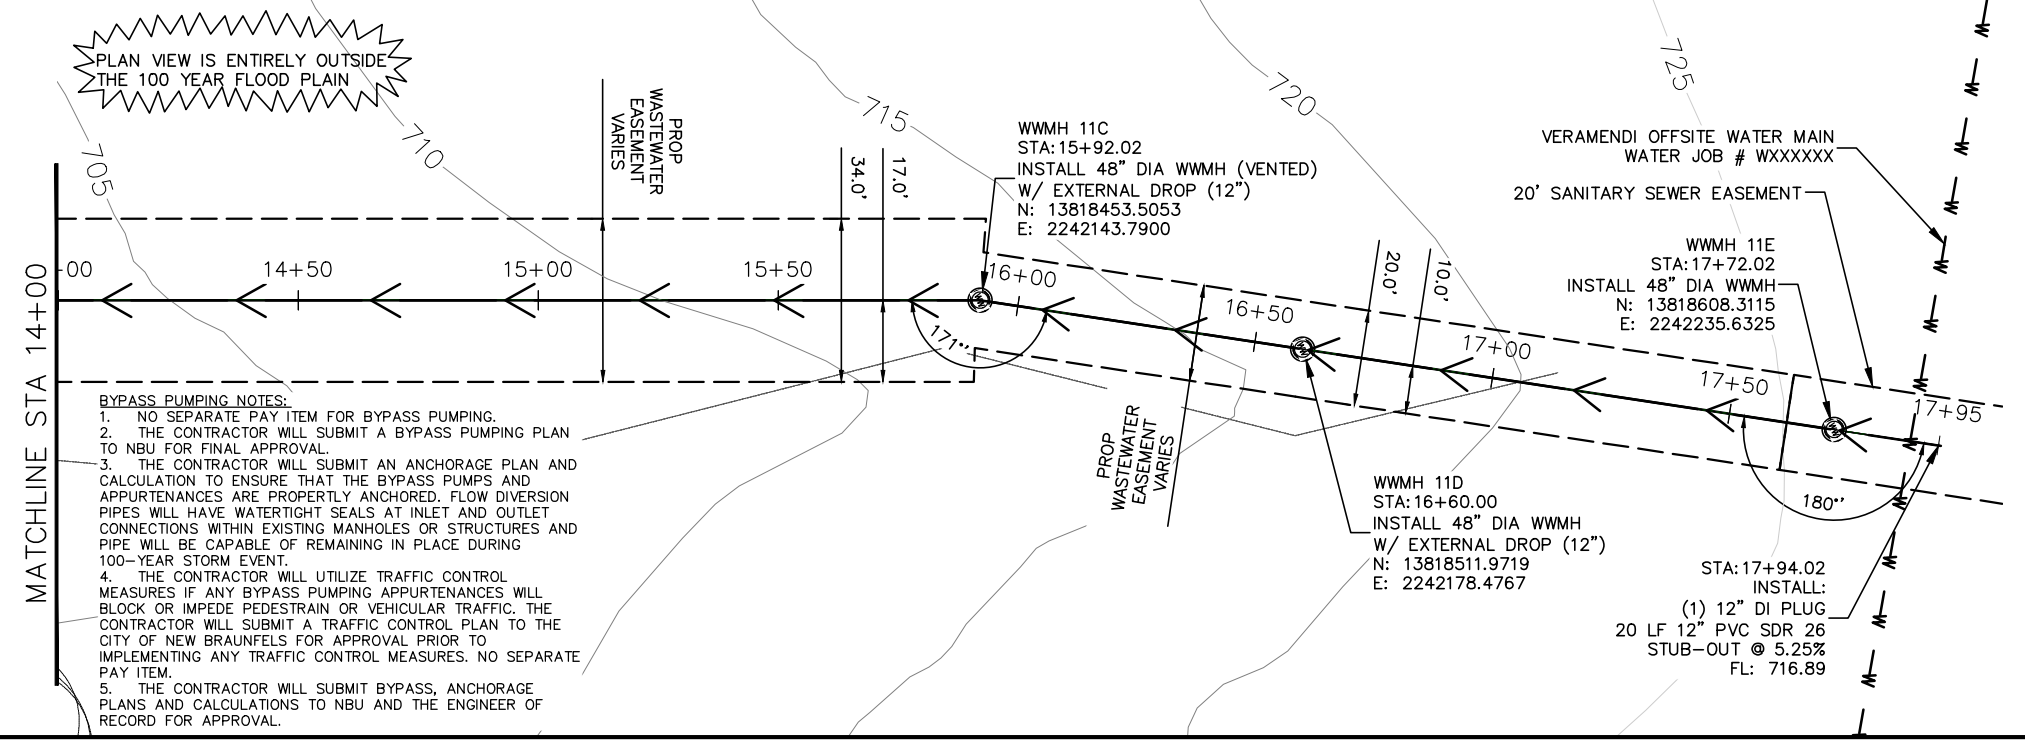 PLAN VIEW IS ENTIRELY OUTSIDE
THE 100 YEAR FLOOD PLAIN
705
710
715
720
725
PROP
WASTEWATER
EASEMENT
VARIES
34.0'
17.0'
WWMH 11C
STA:15+92.02
INSTALL 48" DIA WWMH (VENTED)
W/ EXTERNAL DROP (12")
N: 13818453.5053
E: 2242143.7900
VERAMENDI OFFSITE WATER MAIN
WATER JOB # WXXXXXX
20' SANITARY SEWER EASEMENT
WWMH 11E
STA:17+72.02
INSTALL 48" DIA WWMH
N: 13818608.3115
E: 2242235.6325
20.0'
10.0'
MATCHLINE STA 14+00
+00
14+50
15+00
15+50
16+00
16+50
17+00
17+50
17+95
171°'
180°'
PROP
WASTEWATER
EASEMENT
VARIES
BYPASS PUMPING NOTES:
1. NO SEPARATE PAY ITEM FOR BYPASS PUMPING.
2. THE CONTRACTOR WILL SUBMIT A BYPASS PUMPING PLAN
TO NBU FOR FINAL APPROVAL.
3. THE CONTRACTOR WILL SUBMIT AN ANCHORAGE PLAN AND
CALCULATION TO ENSURE THAT THE BYPASS PUMPS AND
APPURTENANCES ARE PROPERTLY ANCHORED. FLOW DIVERSION
PIPES WILL HAVE WATERTIGHT SEALS AT INLET AND OUTLET
CONNECTIONS WITHIN EXISTING MANHOLES OR STRUCTURES AND
PIPE WILL BE CAPABLE OF REMAINING IN PLACE DURING
100-YEAR STORM EVENT.
4. THE CONTRACTOR WILL UTILIZE TRAFFIC CONTROL
MEASURES IF ANY BYPASS PUMPING APPURTENANCES WILL
BLOCK OR IMPEDE PEDESTRAIN OR VEHICULAR TRAFFIC. THE
CONTRACTOR WILL SUBMIT A TRAFFIC CONTROL PLAN TO THE
CITY OF NEW BRAUNFELS FOR APPROVAL PRIOR TO
IMPLEMENTING ANY TRAFFIC CONTROL MEASURES. NO SEPARATE
PAY ITEM.
5. THE CONTRACTOR WILL SUBMIT BYPASS, ANCHORAGE
PLANS AND CALCULATIONS TO NBU AND THE ENGINEER OF
RECORD FOR APPROVAL.
WWMH 11D
STA:16+60.00
INSTALL 48" DIA WWMH
W/ EXTERNAL DROP (12")
N: 13818511.9719
E: 2242178.4767
STA:17+94.02
INSTALL:
(1) 12" DI PLUG
20 LF 12" PVC SDR 26
STUB-OUT @ 5.25%
FL: 716.89